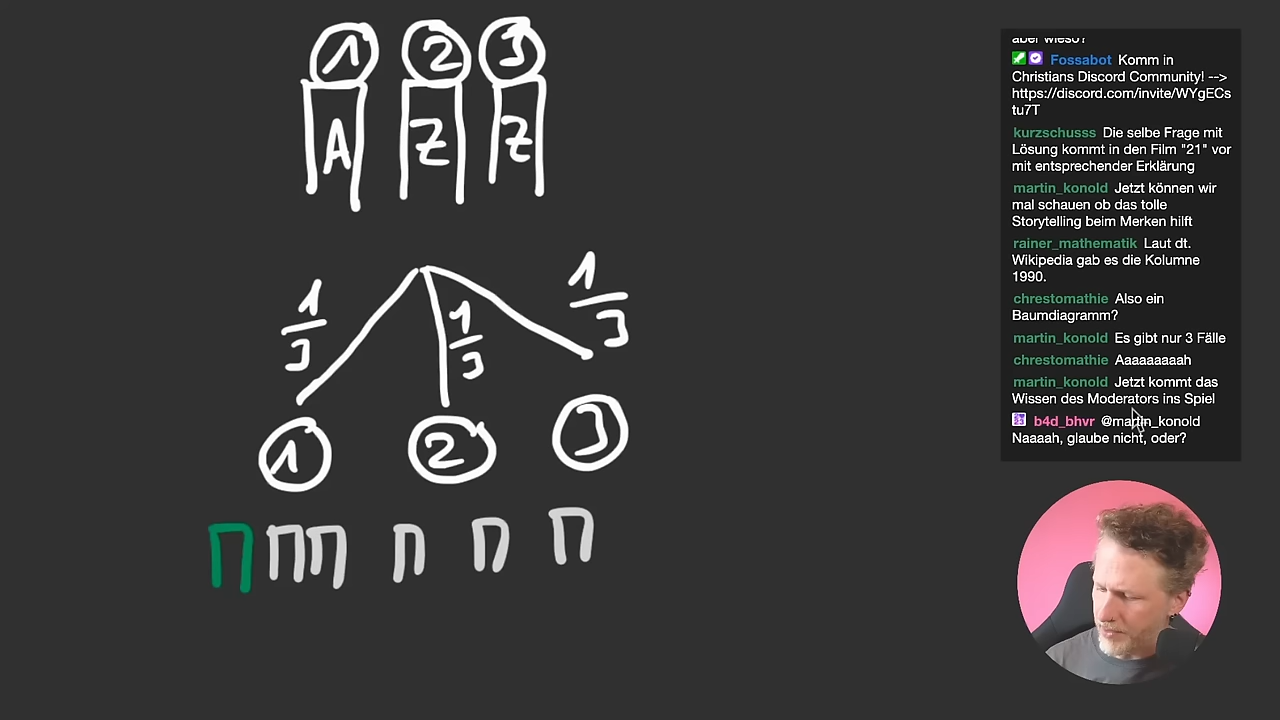 1 2 3
A Z Z
1/3 1/3 1/3
1 2 3
aber wieso?
Fossabot Komm in
Christians Discord Community! -->
https://discord.com/invite/WYgECs
tu7T
kurzschusss Die selbe Frage mit
Lösung kommt in den Film "21" vor
mit entsprechender Erklärung
martin_konold Jetzt können wir
mal schauen ob das tolle
Storytelling beim Merken hilft
rainer_mathematik Laut dt.
Wikipedia gab es die Kolumne
1990.
chrestomathie Also ein
Baumdiagramm?
martin_konold Es gibt nur 3 Fälle
chrestomathie Aaaaaaaaah
martin_konold Jetzt kommt das
Wissen des Moderators ins Spiel
b4d_bhvr @martin_konold
Naaaah, glaube nicht, oder?